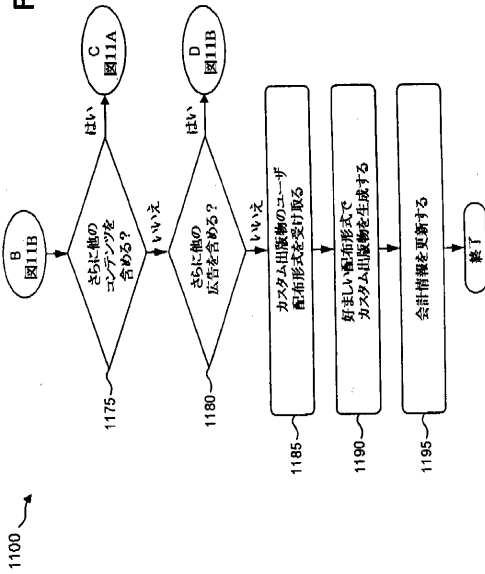 1100
B
図11B
さらに他の
コンテンツを
含める?
はい
C
図11A
1175
いいえ
さらに他の
広告を含める?
はい
D
図11B
1180
いいえ
カスタム出版物のユーザ
配布形式を受け取る
1185
好ましい配布形式で
カスタム出版物を生成する
1190
会計情報を更新する
1195
終了